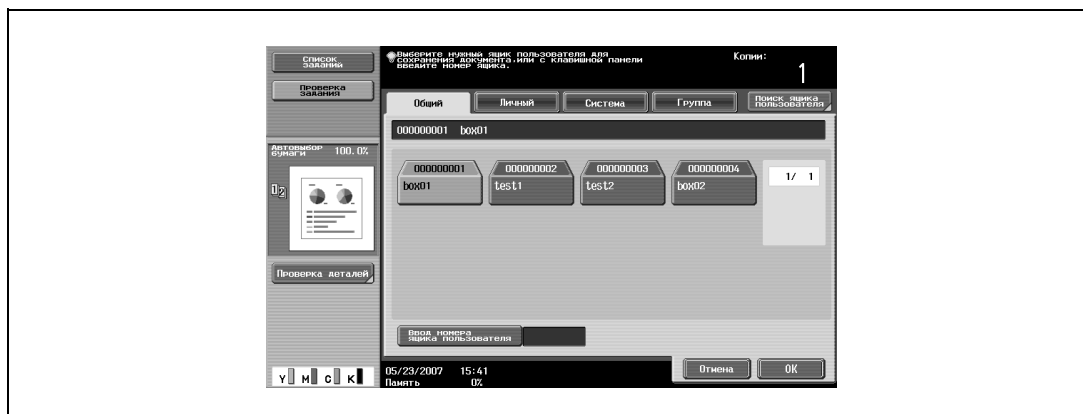 Список
заданий
Проверка
задания
Выберите нужный ящик пользователя для
сохранения документа,или с клавишной панели
введите номер ящика.
Копии:
1
Общий
Личный
Система
Группа
Поиск ящика
пользователя
000000001 box01
Автовыбор
бумаги
100.0%
000000001
box01
000000002
test1
000000003
test2
000000004
box02
1/ 1
1 2
Проверка деталей
Ввод номера
ящика пользователя
Y M C K
05/23/2007 15:41
Память 0%
Отмена
OK